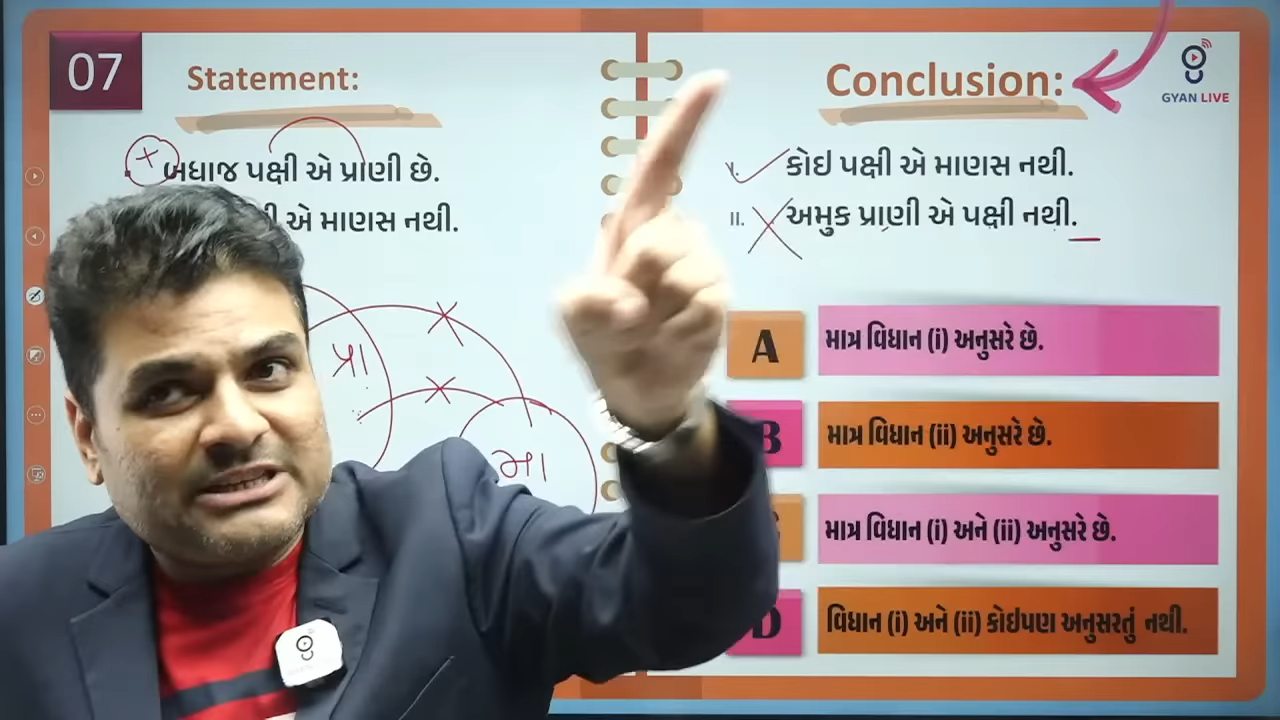 07
Statement:
બધાજ પક્ષી એ પ્રાણી છે.
એ માણસ નથી.
પ્રા
મા
Conclusion:
GYAN LIVE
કોઇ પક્ષી એ માણસ નથી.
II. અમુક પ્રાણી એ પક્ષી નથી.
A માત્ર વિધાન (i) અનુસરે છે.
B માત્ર વિધાન (ii) અનુસરે છે.
માત્ર વિધાન (i) અને (ii) અનુસરે છે.
D વિધાન (i) અને (ii) કોઇપણ અનુસરતું નથી.